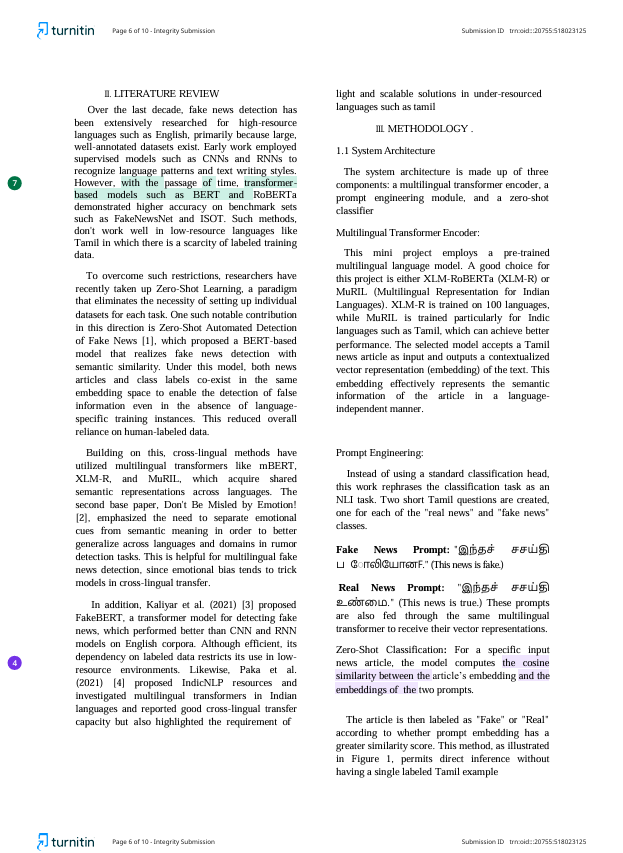 turnitin Page 6 of 10 - Integrity Submission Submission ID trn:oid:::20755:518023125
II. LITERATURE REVIEW
Over the last decade, fake news detection has
been extensively researched for high-resource
languages such as English, primarily because large,
well-annotated datasets exist. Early work employed
supervised models such as CNNs and RNNs to
recognize language patterns and text writing styles.
However, with the passage of time, transformer-
7
based models such as BERT and RoBERTa
demonstrated higher accuracy on benchmark sets
such as FakeNewsNet and ISOT. Such methods,
don't work well in low-resource languages like
Tamil in which there is a scarcity of labeled training
data.
To overcome such restrictions, researchers have
recently taken up Zero-Shot Learning, a paradigm
that eliminates the necessity of setting up individual
datasets for each task. One such notable contribution
in this direction is Zero-Shot Automated Detection
of Fake News [1], which proposed a BERT-based
model that realizes fake news detection with
semantic similarity. Under this model, both news
articles and class labels co-exist in the same
embedding space to enable the detection of false
information even in the absence of language-
specific training instances. This reduced overall
reliance on human-labeled data.
Building on this, cross-lingual methods have
utilized multilingual transformers like mBERT,
XLM-R, and MuRIL, which acquire shared
semantic representations across languages. The
second base paper, Don't Be Misled by Emotion!
[2], emphasized the need to separate emotional
cues from semantic meaning in order to better
generalize across languages and domains in rumor
detection tasks. This is helpful for multilingual fake
news detection, since emotional bias tends to trick
models in cross-lingual transfer.
In addition, Kaliyar et al. (2021) [3] proposed
FakeBERT, a transformer model for detecting fake
news, which performed better than CNN and RNN
models on English corpora. Although efficient, its
dependency on labeled data restricts its use in low-
4
resource environments. Likewise, Paka et al.
(2021) [4] proposed IndicNLP resources and
investigated multilingual transformers in Indian
languages and reported good cross-lingual transfer
capacity but also highlighted the requirement of
light and scalable solutions in under-resourced
languages such as tamil
III. METHODOLOGY .
1.1 System Architecture
The system architecture is made up of three
components: a multilingual transformer encoder, a
prompt engineering module, and a zero-shot
classifier
Multilingual Transformer Encoder:
This mini project employs a pre-trained
multilingual language model. A good choice for
this project is either XLM-RoBERTa (XLM-R) or
MuRIL (Multilingual Representation for Indian
Languages). XLM-R is trained on 100 languages,
while MuRIL is trained particularly for Indic
languages such as Tamil, which can achieve better
performance. The selected model accepts a Tamil
news article as input and outputs a contextualized
vector representation (embedding) of the text. This
embedding effectively represents the semantic
information of the article in a language-
independent manner.
Prompt Engineering:
Instead of using a standard classification head,
this work rephrases the classification task as an
NLI task. Two short Tamil questions are created,
one for each of the "real news" and "fake news"
classes.
Fake News Prompt: "இந்தச் சசய்தி
ப ோலியோனF." (This news is fake.)
Real News Prompt: "இந்தச் சசய்தி
உண்மை." (This news is true.) These prompts
are also fed through the same multilingual
transformer to receive their vector representations.
Zero-Shot Classification: For a specific input
news article, the model computes the cosine
similarity between the article's embedding and the
embeddings of the two prompts.
The article is then labeled as "Fake" or "Real"
according to whether prompt embedding has a
greater similarity score. This method, as illustrated
in Figure 1, permits direct inference without
having a single labeled Tamil example
turnitin Page 6 of 10 - Integrity Submission Submission ID trn:oid:::20755:518023125